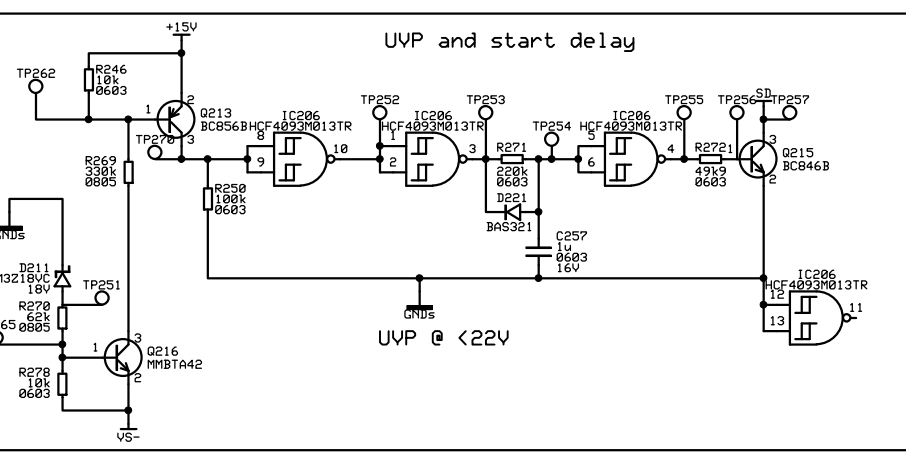 +15V
UVP and start delay
TP262
R246
10k
0603
1
2
3
Q213
BC856B
TP270
IC206
HCF4093M013TR
8
9
10
TP252
IC206
HCF4093M013TR
1
2
3
TP253
R271
220k
0603
D221
BAS321
TP254
C257
1u
0603
16V
IC206
HCF4093M013TR
5
6
4
TP255
R2721
49k9
0603
TP256
SD
TP257
3
Q215
BC846B
2
R269
330k
0805
R250
100k
0603
GNDs
D211
M3Z18VC
18V
TP251
R270
62k
0805
65
GNDs
UVP @ <22V
IC206
HCF4093M013TR
12
13
11
1
3
Q216
MMBTA42
2
R278
10k
0603
VS-